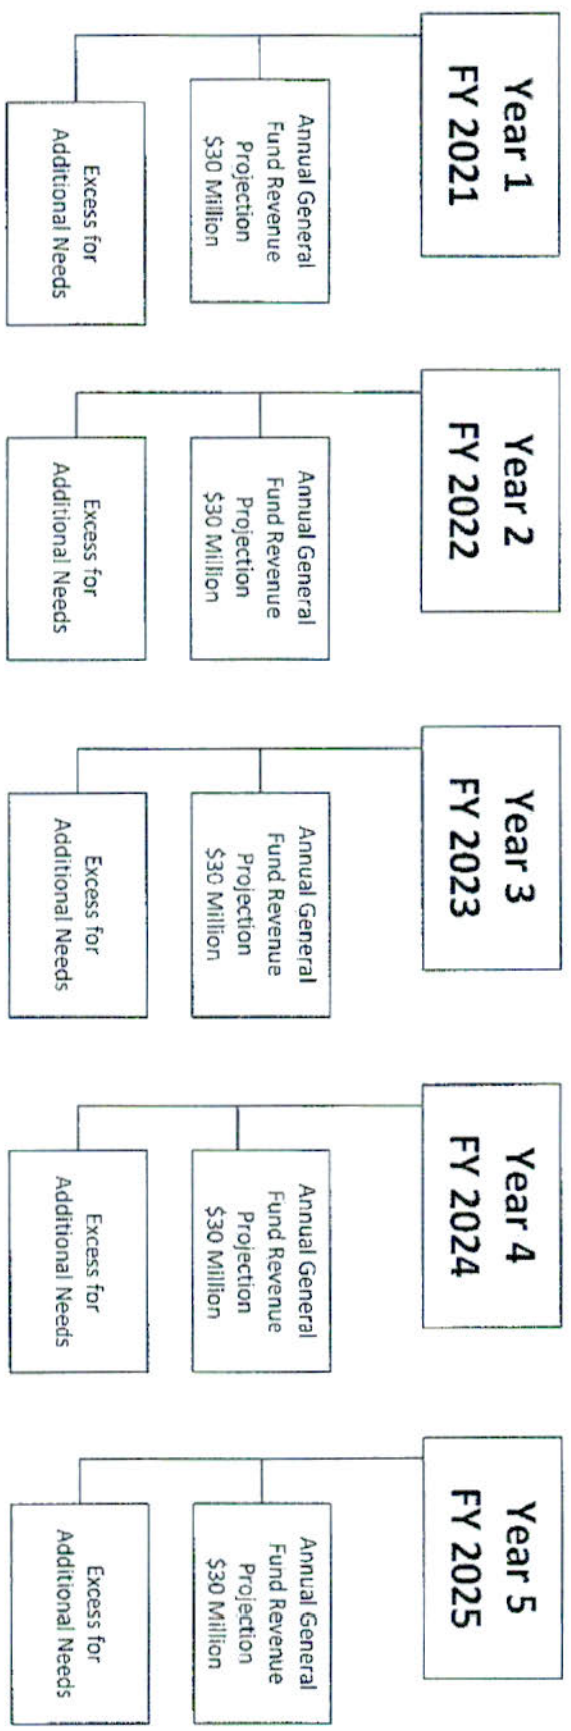 Year 1
FY 2021
Annual General
Fund Revenue
Projection
$30 Million
Excess for
Additional Needs
Year 2
FY 2022
Annual General
Fund Revenue
Projection
$30 Million
Excess for
Additional Needs
Year 3
FY 2023
Annual General
Fund Revenue
Projection
$30 Million
Excess for
Additional Needs
Year 4
FY 2024
Annual General
Fund Revenue
Projection
$30 Million
Excess for
Additional Needs
Year 5
FY 2025
Annual General
Fund Revenue
Projection
$30 Million
Excess for
Additional Needs